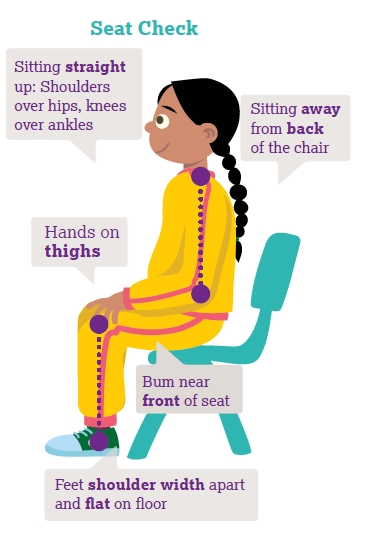 Seat Check
Sitting straight
up: Shoulders
over hips, knees
over ankles
Sitting away
from back
of the chair
Hands on
thighs
Bum near
front of seat
Feet shoulder width apart
and flat on floor